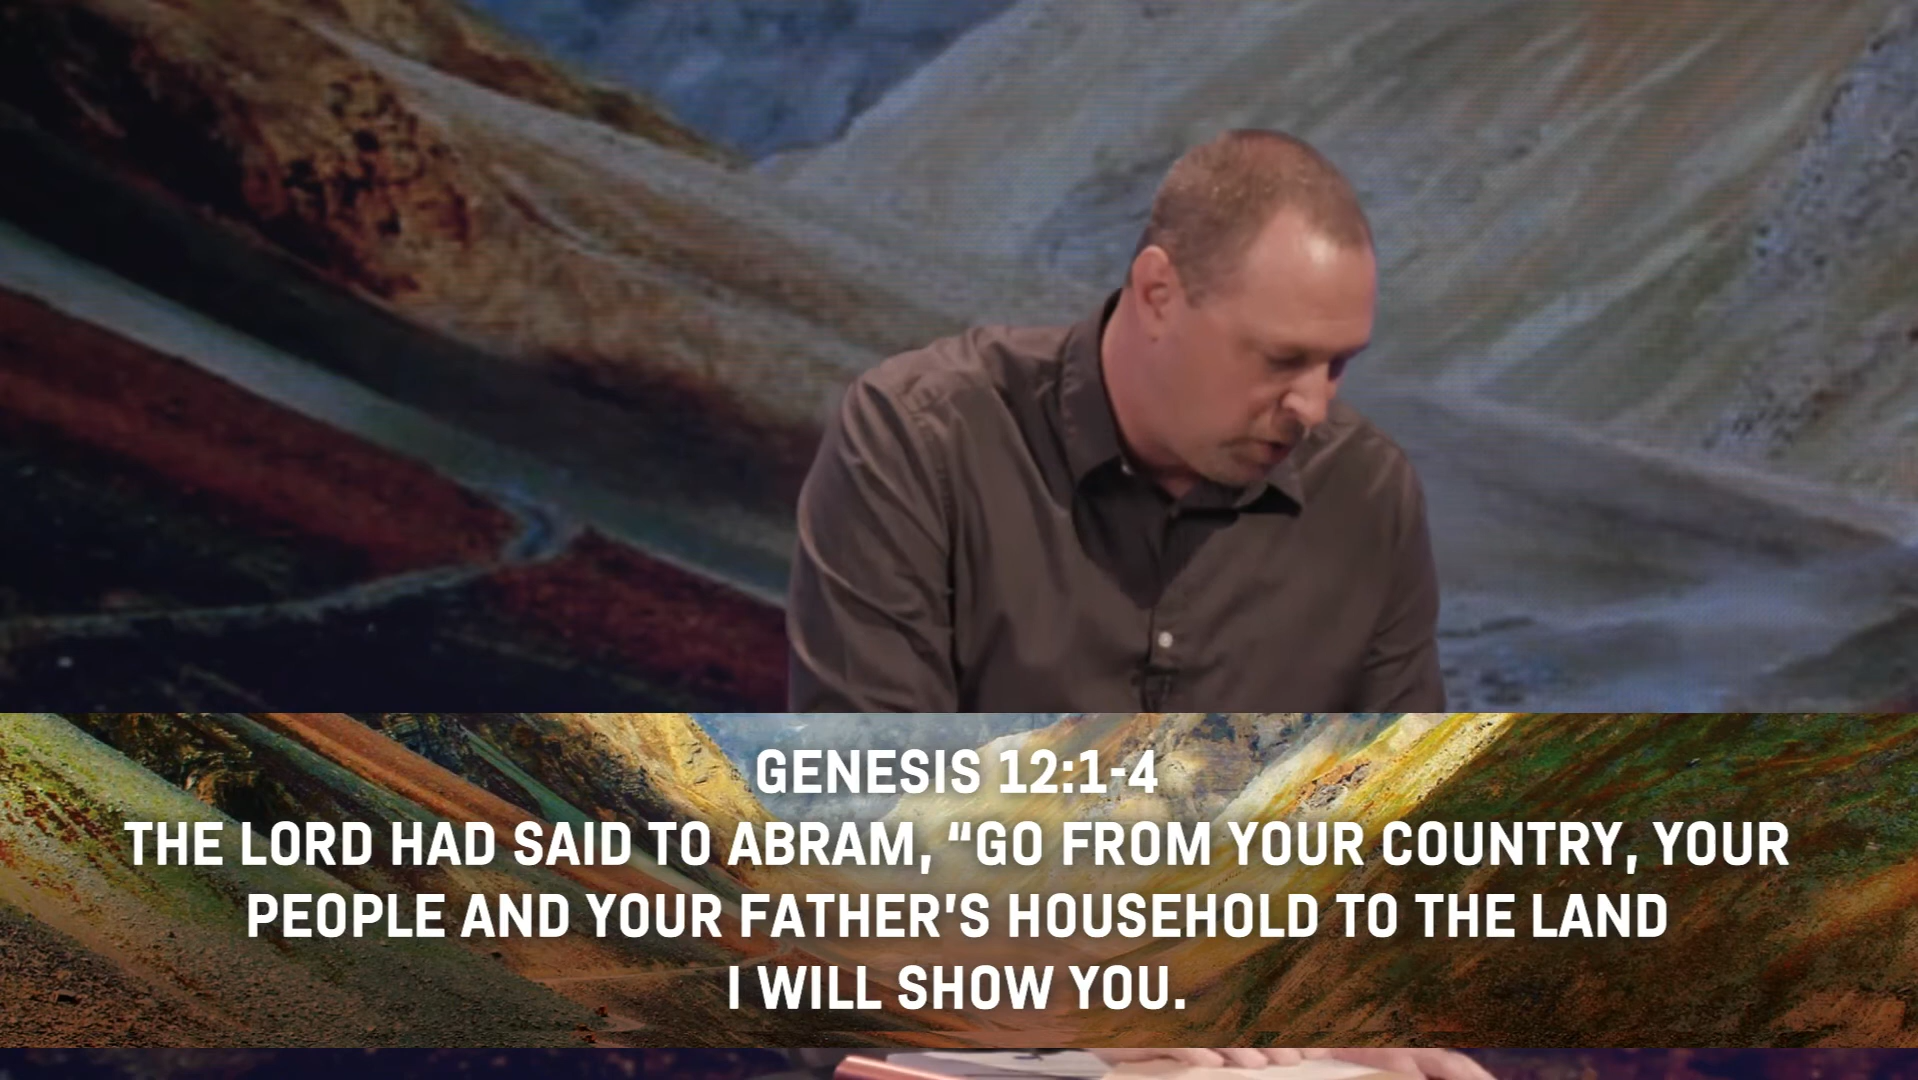 GENESIS 12:1-4
THE LORD HAD SAID TO ABRAM, “GO FROM YOUR COUNTRY, YOUR
PEOPLE AND YOUR FATHER’S HOUSEHOLD TO THE LAND
I WILL SHOW YOU.